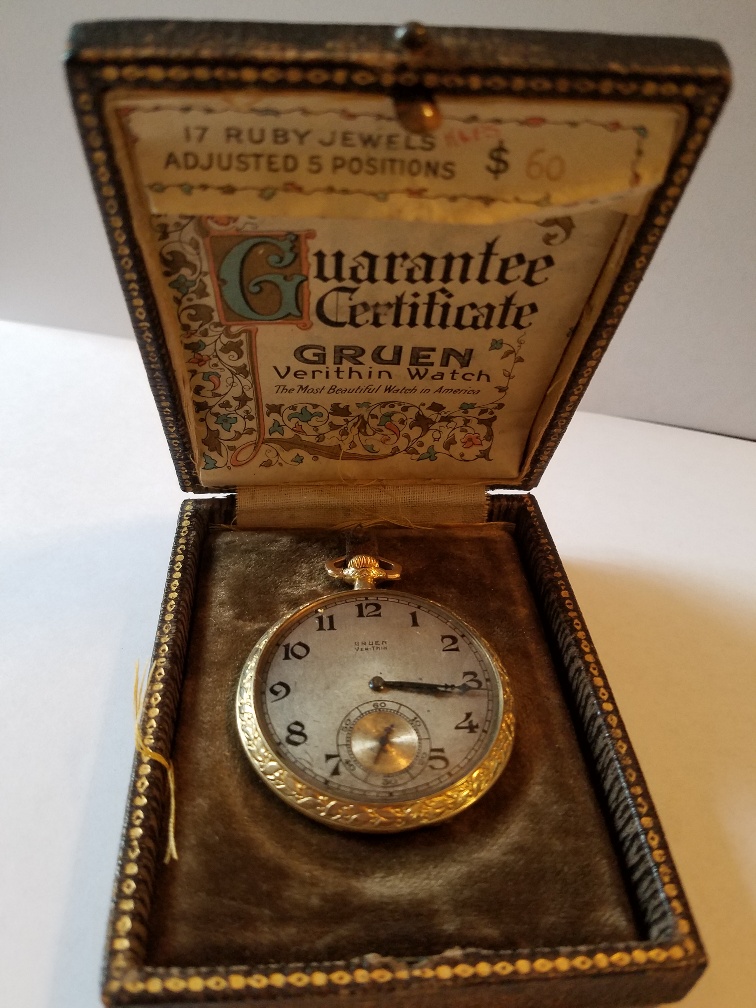 17 RUBY JEWELS
ADJUSTED 5 POSITIONS $ 60
Guarantee
Certificate
GRUEN
Verithin Watch
The Most Beautiful Watch in America
12
11 1
10 2
GRUEN
VERI-THIN
9 3
8 4
7 5
60